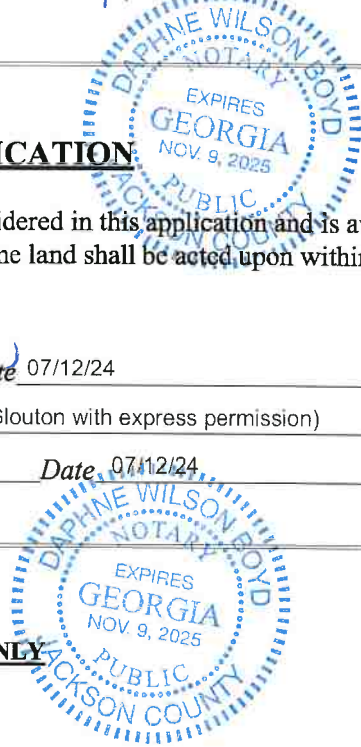 DAPHNE WILSON BOYD
NOTARY
EXPIRES
GEORGIA
NOV. 9, 2025
PUBLIC
JACKSON COUNTY
ICATION
idered in this application and is a
he land shall be acted upon within
te 07/12/24
Glouton with express permission)
Date 07/12/24
DAPHNE WILSON BOYD
NOTARY
EXPIRES
GEORGIA
NOV. 9, 2025
PUBLIC
JACKSON COUNTY
NLY